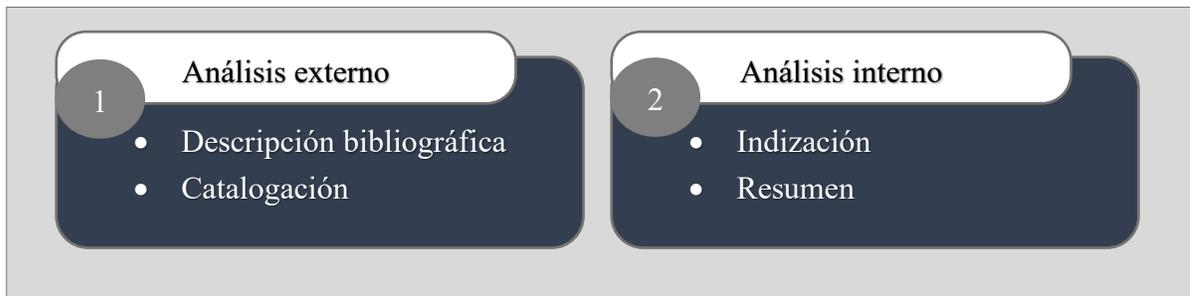 1
Análisis externo
Descripción bibliográfica
Catalogación
2
Análisis interno
Indización
Resumen